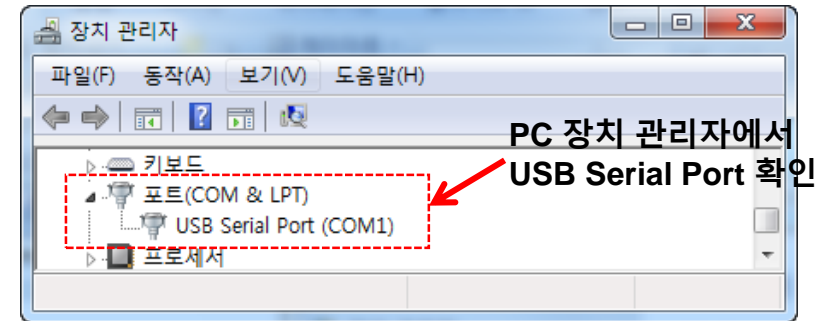 장치 관리자
파일(F) 동작(A) 보기(V) 도움말(H)
PC 장치 관리자에서
USB Serial Port 확인
키보드
포트(COM & LPT)
USB Serial Port (COM1)
프로세서